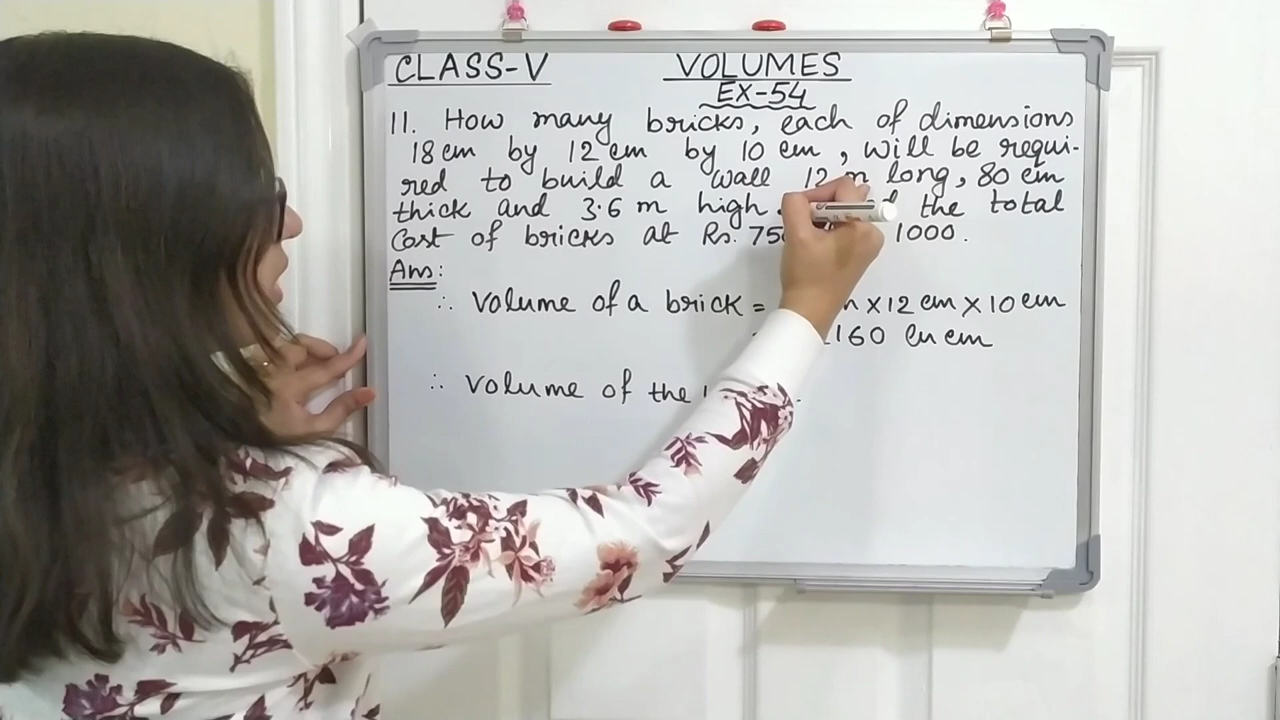 CLASS-V VOLUMES
EX-54
11. How many bricks, each of dimensions
18 cm by 12 cm by 10 cm, will be requi-
red to build a wall 12 m long, 80 cm
thick and 3.6 m high. the total
Cost of bricks at Rs. 1000.
Ans:
∴ Volume of a brick = x 12 cm x 10 cm
160 cu cm
∴ Volume of the